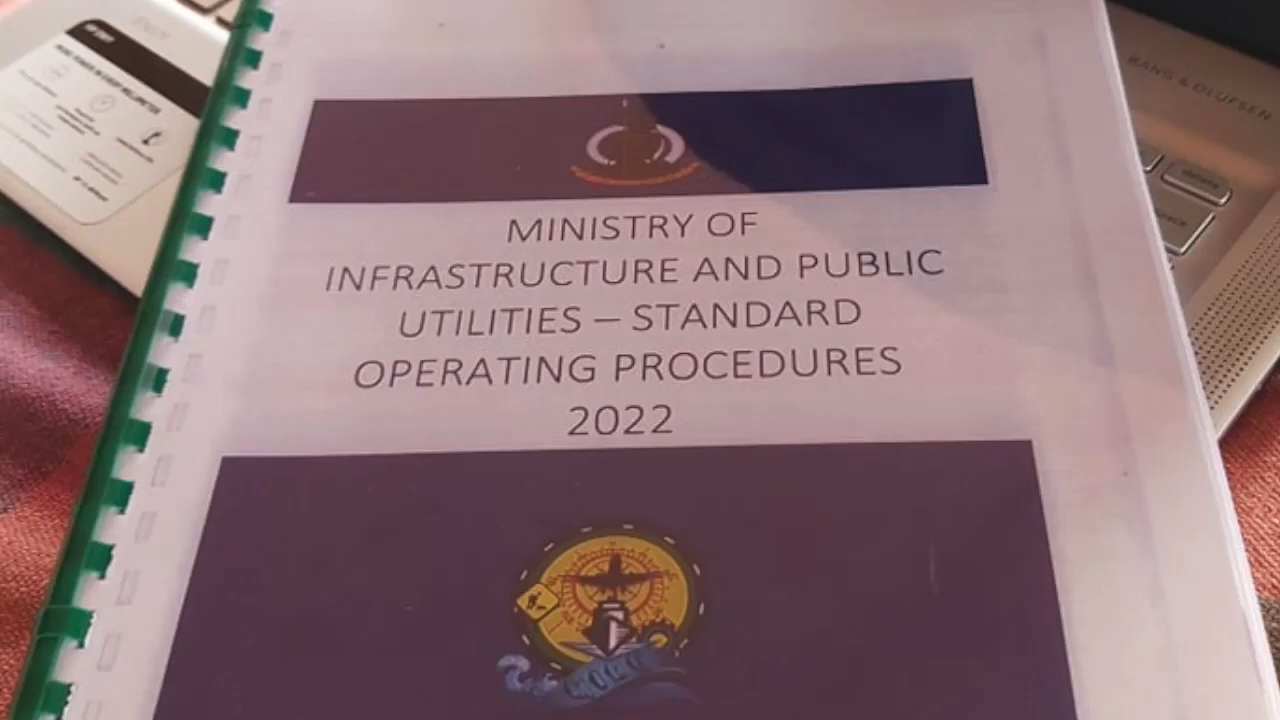 BANG & OLUFSEN
MINISTRY OF
INFRASTRUCTURE AND PUBLIC
UTILITIES – STANDARD
OPERATING PROCEDURES
2022